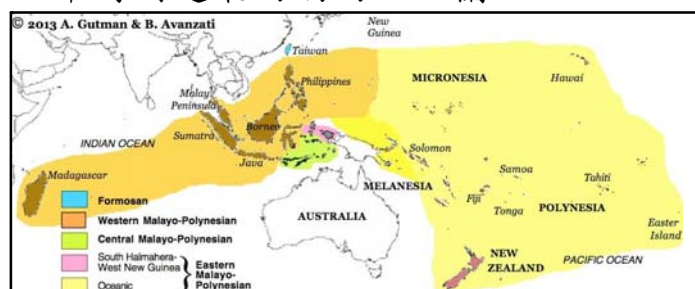 © 2013 A. Gutman & B. Avanzati
New
Guinea
Taiwan
Philippines
MICRONESIA
Hawai
Malay
Peninsula
Borneo
INDIAN OCEAN
Sumatra
Java
Solomon
Madagascar
MELANESIA
Samoa
Tahiti
Fiji
Tonga
POLYNESIA
AUSTRALIA
Easter
Island
NEW
ZEALAND
PACIFIC OCEAN
Formosan
Western Malayo-Polynesian
Central Malayo-Polynesian
South Halmahera-
West New Guinea
Oceanic
Eastern
Malayo-
Polynesian